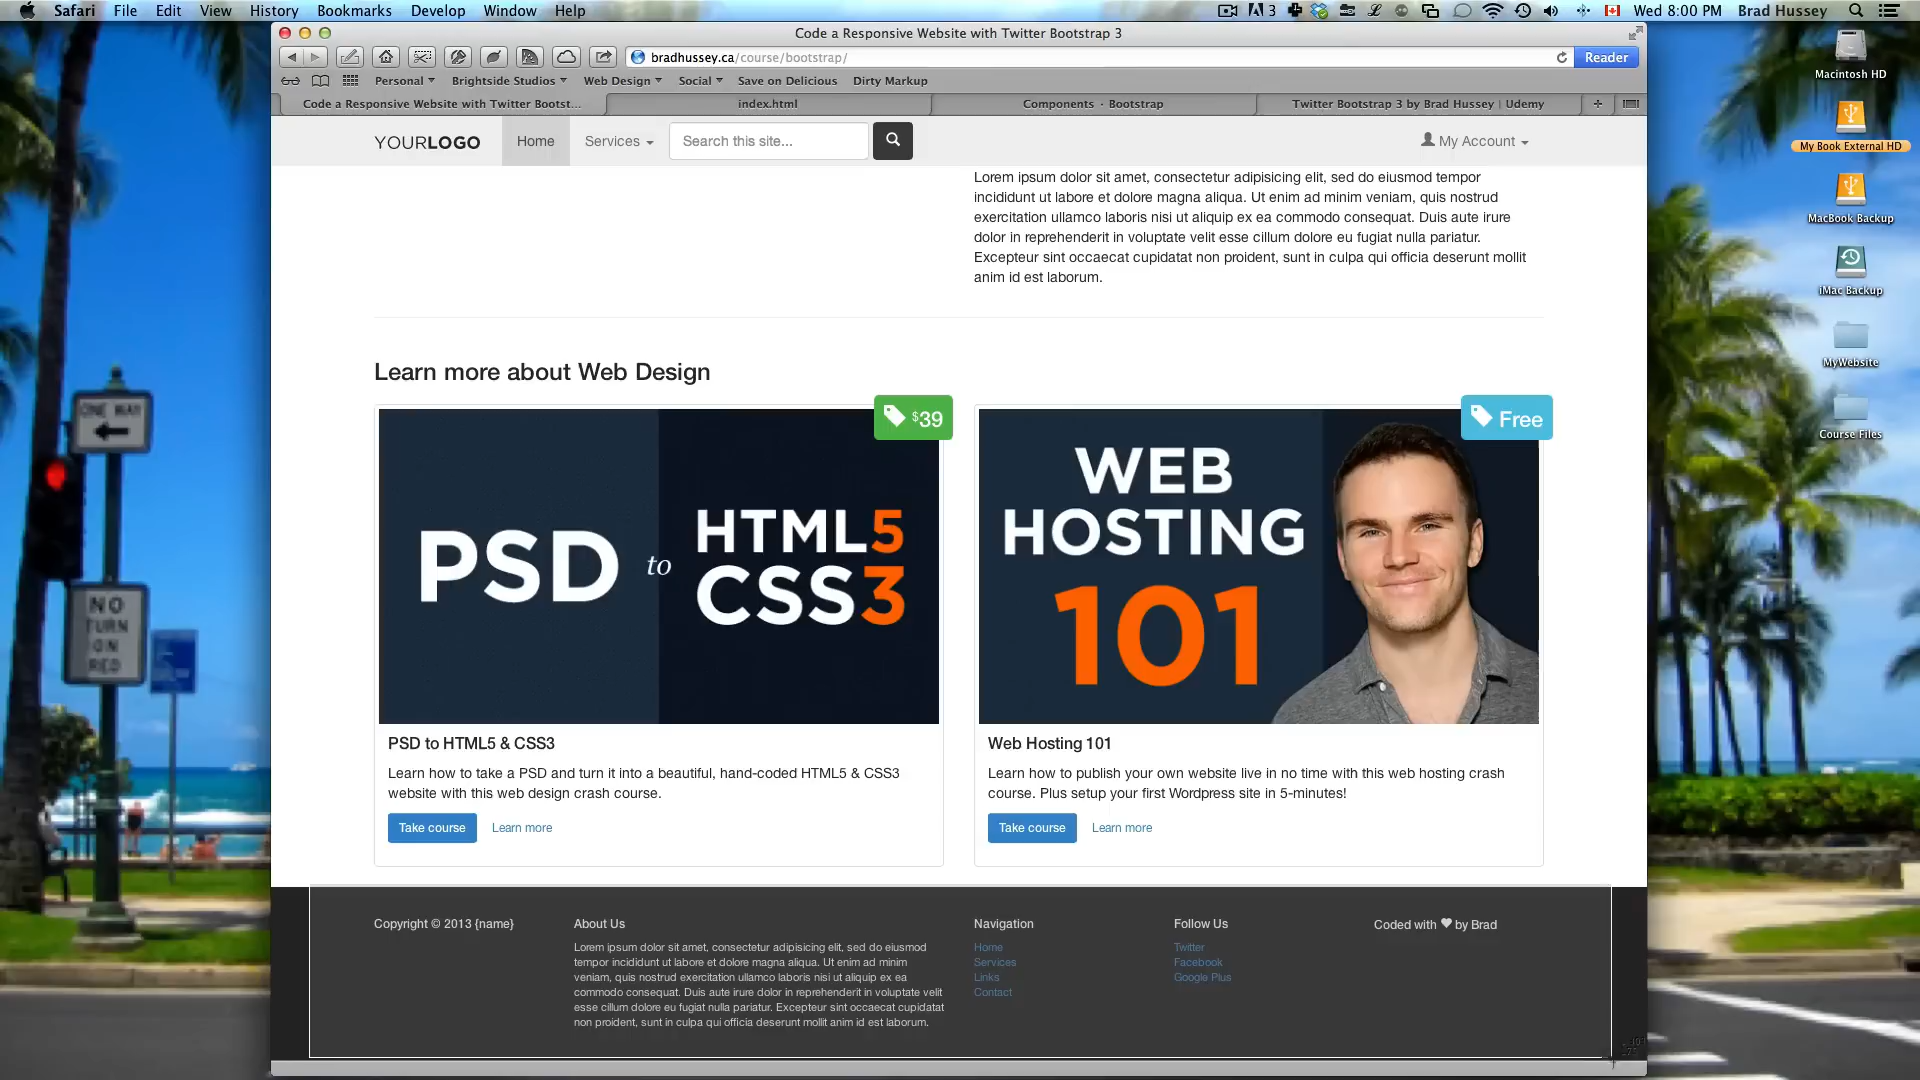 Safari File Edit View History Bookmarks Develop Window Help
3 Wed 8:00 PM Brad Hussey
Code a Responsive Website with Twitter Bootstrap 3
bradhussey.ca/course/bootstrap/
Reader
Personal Brightside Studios Web Design Social Save on Delicious Dirty Markup
Code a Responsive Website with Twitter Bootst...
index.html
Components · Bootstrap
Twitter Bootstrap 3 by Brad Hussey | Udemy
YOURLOGO Home Services Search this site... My Account
Lorem ipsum dolor sit amet, consectetur adipisicing elit, sed do eiusmod tempor
incididunt ut labore et dolore magna aliqua. Ut enim ad minim veniam, quis nostrud
exercitation ullamco laboris nisi ut aliquip ex ea commodo consequat. Duis aute irure
dolor in reprehenderit in voluptate velit esse cillum dolore eu fugiat nulla pariatur.
Excepteur sint occaecat cupidatat non proident, sunt in culpa qui officia deserunt mollit
anim id est laborum.
Learn more about Web Design
$39
PSD to HTML5
CSS3
PSD to HTML5 & CSS3
Learn how to take a PSD and turn it into a beautiful, hand-coded HTML5 & CSS3
website with this web design crash course.
Take course Learn more
Free
WEB
HOSTING
101
Web Hosting 101
Learn how to publish your own website live in no time with this web hosting crash
course. Plus setup your first Wordpress site in 5-minutes!
Take course Learn more
Copyright © 2013 {name}
About Us
Lorem ipsum dolor sit amet, consectetur adipisicing elit, sed do eiusmod
tempor incididunt ut labore et dolore magna aliqua. Ut enim ad minim
veniam, quis nostrud exercitation ullamco laboris nisi ut aliquip ex ea
commodo consequat. Duis aute irure dolor in reprehenderit in voluptate velit
esse cillum dolore eu fugiat nulla pariatur. Excepteur sint occaecat cupidatat
non proident, sunt in culpa qui officia deserunt mollit anim id est laborum.
Navigation
Home
Services
Links
Contact
Follow Us
Twitter
Facebook
Google Plus
Coded with ♥ by Brad
Macintosh HD
My Book External HD
MacBook Backup
iMac Backup
MyWebsite
Course Files
ONE WAY
NO
TURN
ON
RED